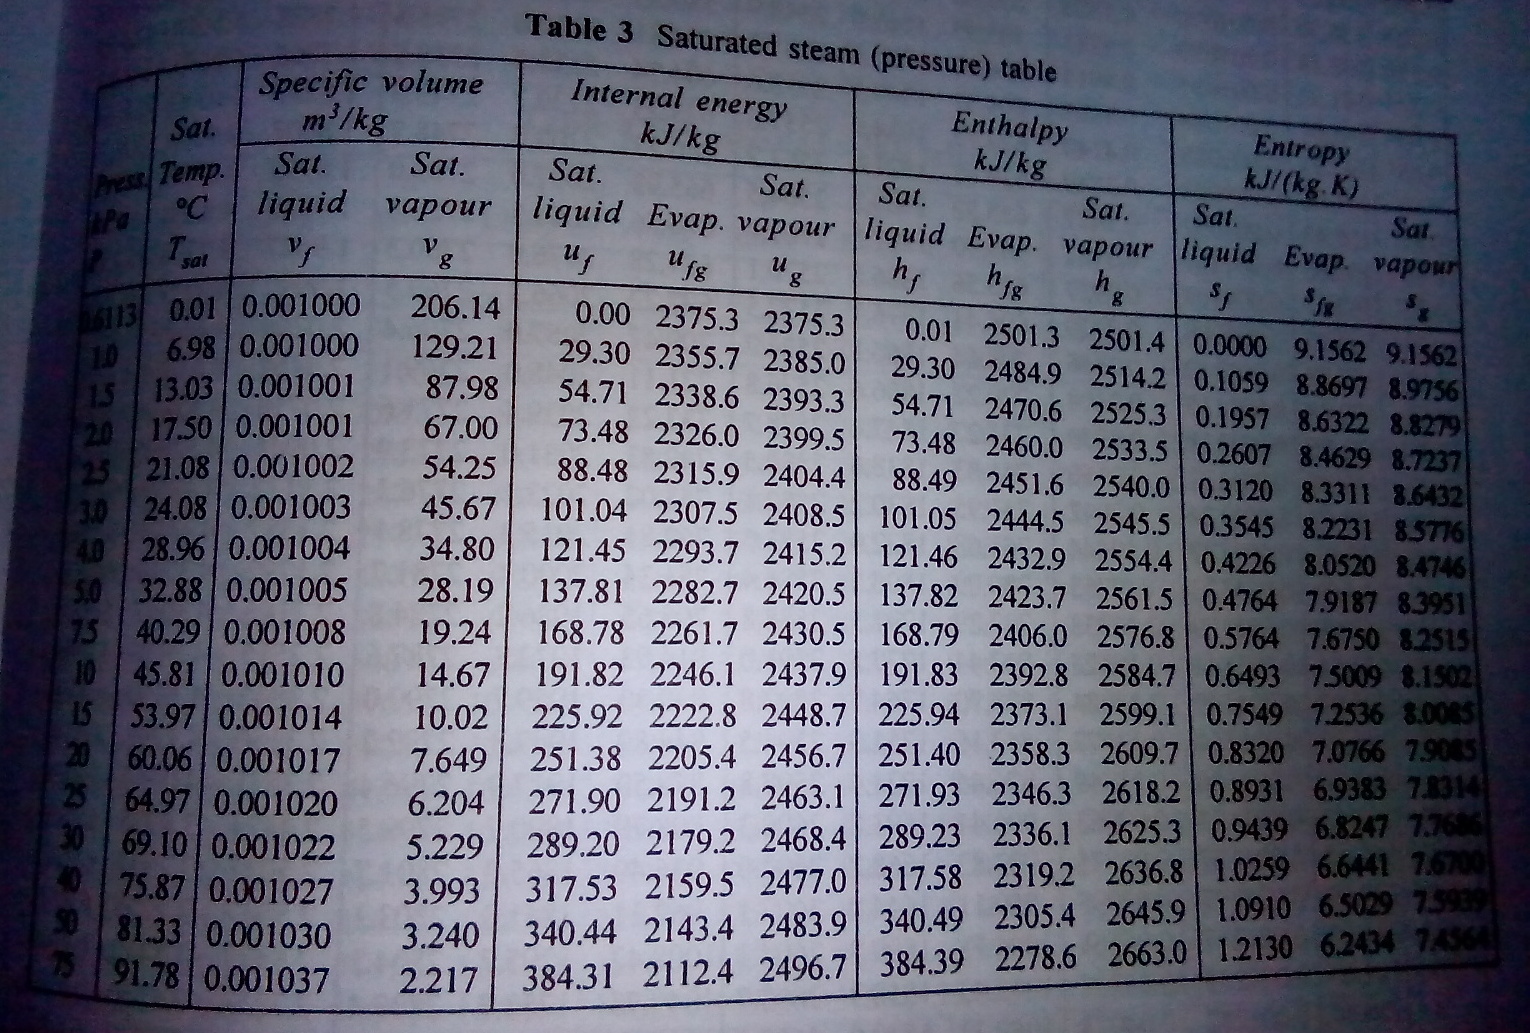 Table 3 Saturated steam (pressure) table
Specific volume m³/kg
Internal energy kJ/kg
Enthalpy kJ/kg
Entropy kJ/(kg.K)
Press. kPa P
Sat. Temp. °C T sat
Sat. liquid v f
Sat. vapour v g
Sat. liquid u f
Evap. u fg
Sat. vapour u g
Sat. liquid h f
Evap. h fg
Sat. vapour h g
Sat. liquid s f
Evap. s fg
Sat. vapour s g
0.6113 0.01 0.001000 206.14 0.00 2375.3 2375.3 0.01 2501.3 2501.4 0.0000 9.1562 9.1562
1.0 6.98 0.001000 129.21 29.30 2355.7 2385.0 29.30 2484.9 2514.2 0.1059 8.8697 8.9756
1.5 13.03 0.001001 87.98 54.71 2338.6 2393.3 54.71 2470.6 2525.3 0.1957 8.6322 8.8279
2.0 17.50 0.001001 67.00 73.48 2326.0 2399.5 73.48 2460.0 2533.5 0.2607 8.4629 8.7237
2.5 21.08 0.001002 54.25 88.48 2315.9 2404.4 88.49 2451.6 2540.0 0.3120 8.3311 8.6432
3.0 24.08 0.001003 45.67 101.04 2307.5 2408.5 101.05 2444.5 2545.5 0.3545 8.2231 8.5776
4.0 28.96 0.001004 34.80 121.45 2293.7 2415.2 121.46 2432.9 2554.4 0.4226 8.0520 8.4746
5.0 32.88 0.001005 28.19 137.81 2282.7 2420.5 137.82 2423.7 2561.5 0.4764 7.9187 8.3951
7.5 40.29 0.001008 19.24 168.78 2261.7 2430.5 168.79 2406.0 2576.8 0.5764 7.6750 8.2515
10 45.81 0.001010 14.67 191.82 2246.1 2437.9 191.83 2392.8 2584.7 0.6493 7.5009 8.1502
15 53.97 0.001014 10.02 225.92 2222.8 2448.7 225.94 2373.1 2599.1 0.7549 7.2536 8.0085
20 60.06 0.001017 7.649 251.38 2205.4 2456.7 251.40 2358.3 2609.7 0.8320 7.0766 7.9085
25 64.97 0.001020 6.204 271.90 2191.2 2463.1 271.93 2346.3 2618.2 0.8931 6.9383 7.8314
30 69.10 0.001022 5.229 289.20 2179.2 2468.4 289.23 2336.1 2625.3 0.9439 6.8247 7.7686
40 75.87 0.001027 3.993 317.53 2159.5 2477.0 317.58 2319.2 2636.8 1.0259 6.6441 7.6700
50 81.33 0.001030 3.240 340.44 2143.4 2483.9 340.49 2305.4 2645.9 1.0910 6.5029 7.5939
75 91.78 0.001037 2.217 384.31 2112.4 2496.7 384.39 2278.6 2663.0 1.2130 6.2434 7.4564